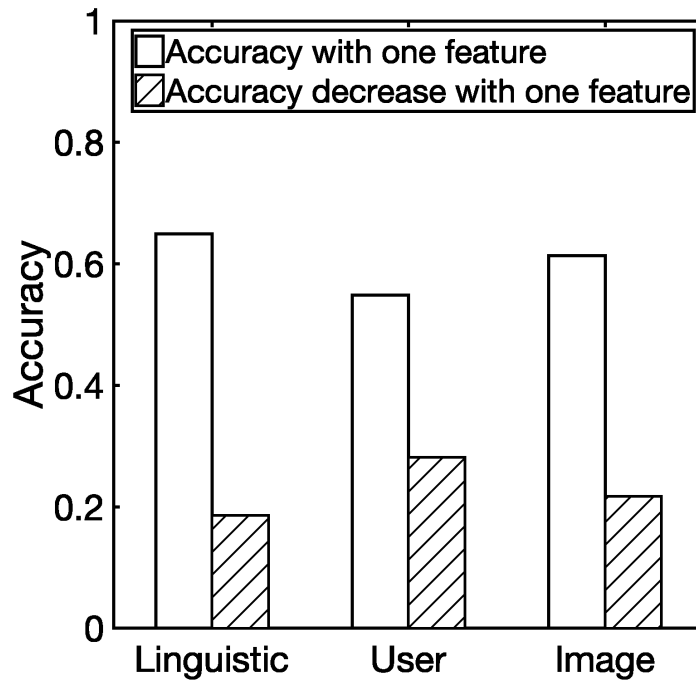 1
Accuracy with one feature
Accuracy decrease with one feature
0.8
0.6
0.4
0.2
0
Accuracy
Linguistic User Image